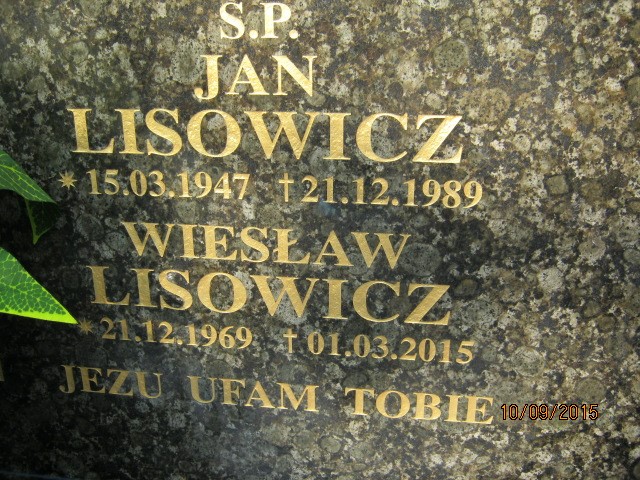 S.P.
JAN
LISOWICZ
* 15.03.1947 † 21.12.1989
WIESŁAW
LISOWICZ
* 21.12.1969 † 01.03.2015
JEZU UFAM TOBIE
10/09/2015